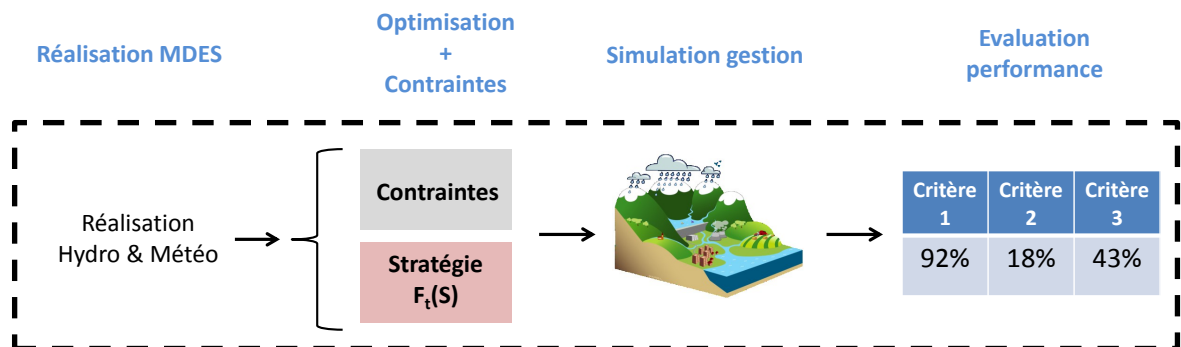 Réalisation MDES
Optimisation
+
Contraintes
Simulation gestion
Evaluation
performance
Réalisation
Hydro & Météo
Contraintes
Stratégie
Fₜ(S)
Critère
1
Critère
2
Critère
3
92%
18%
43%